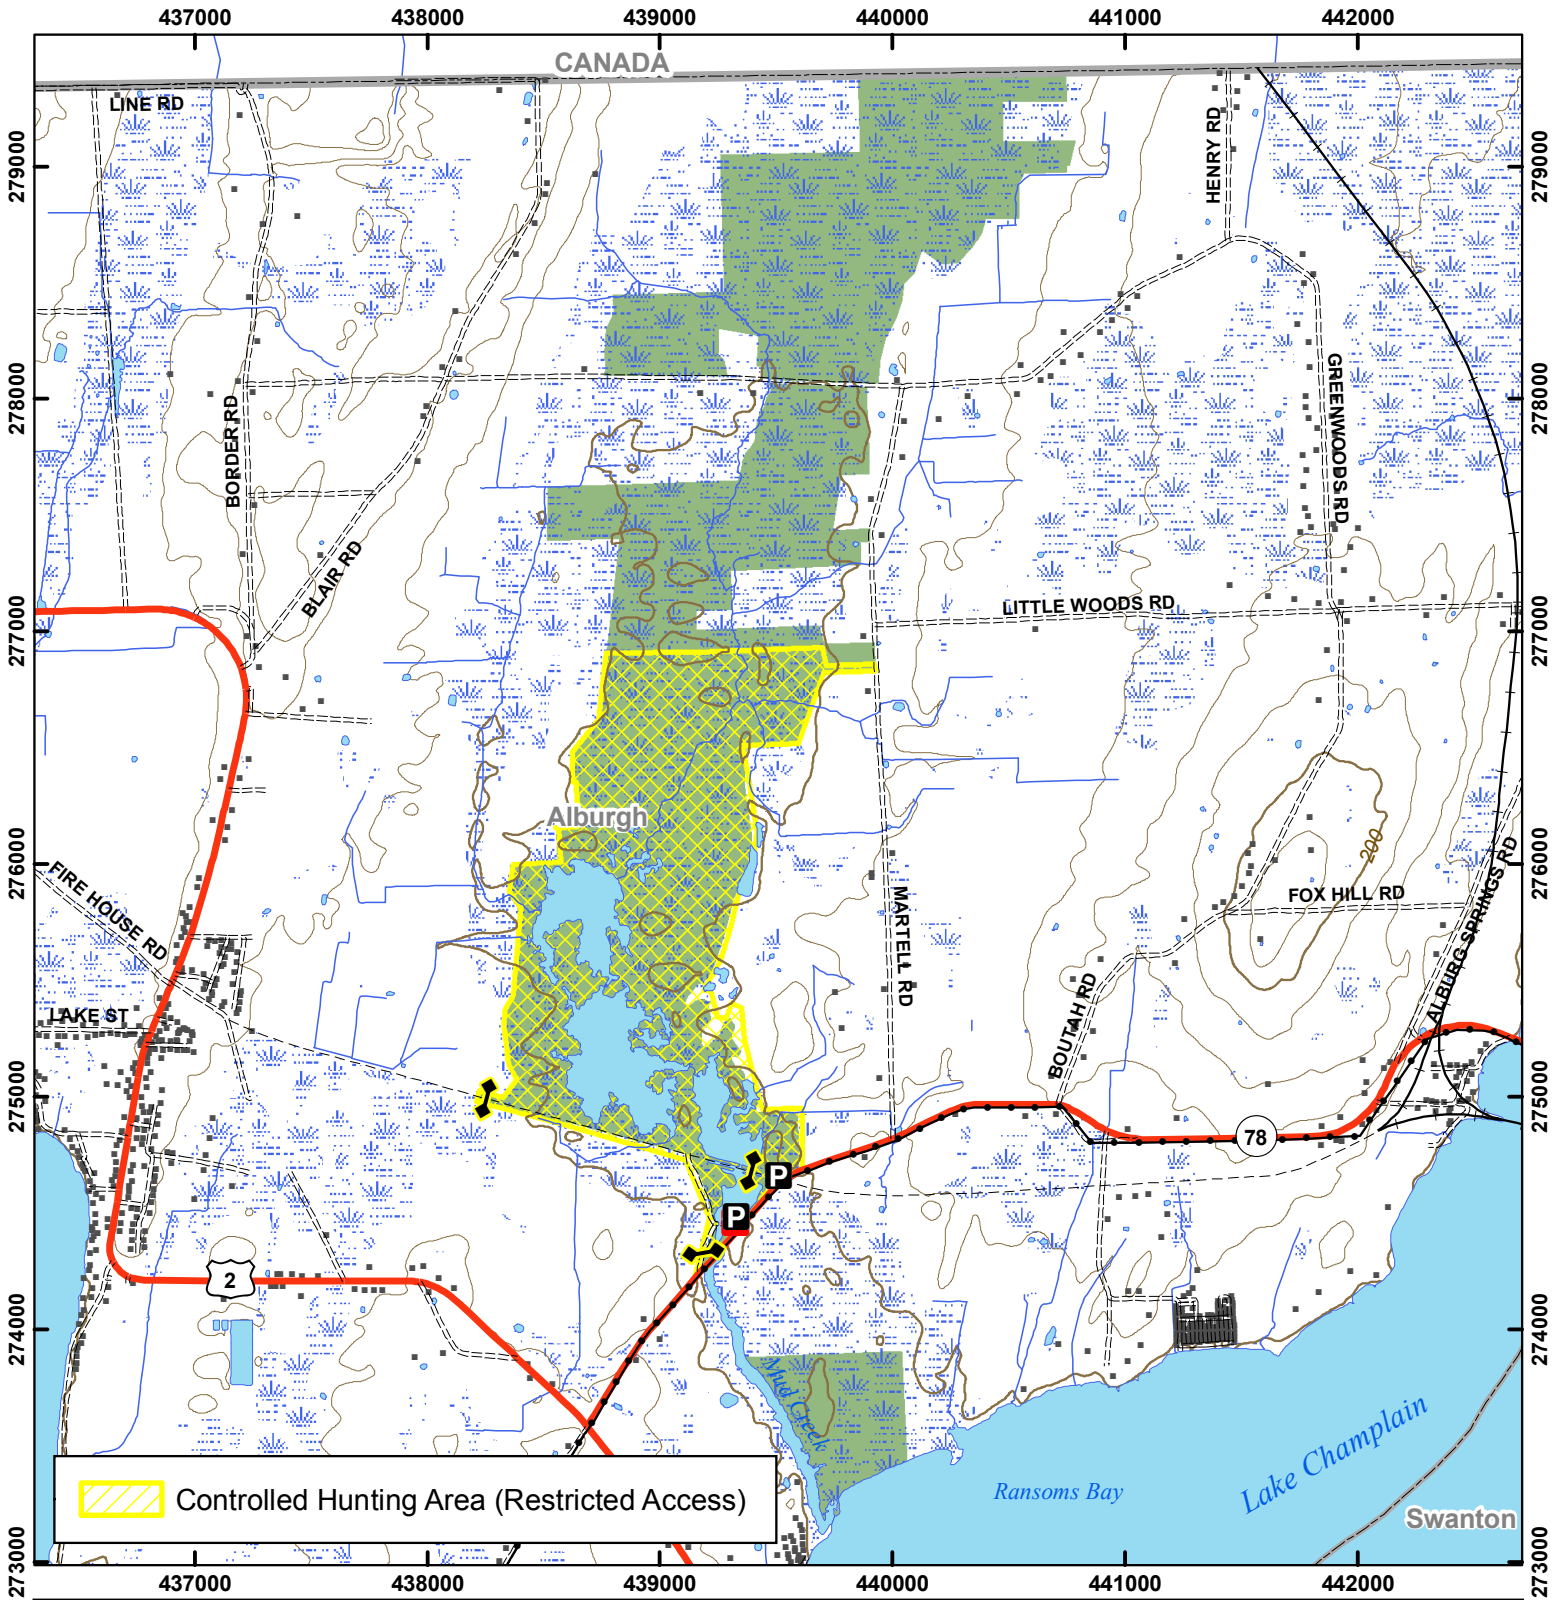 437000 438000 439000 440000 441000 442000
CANADA
LINE RD
HENRY RD
279000
279000
278000
278000
BORDER RD
GREENWOODS RD
BLAIR RD
LITTLE WOODS RD
277000
277000
Alburgh
200
276000
276000
FIRE HOUSE RD
FOX HILL RD
MARTELL RD
ALBURG SPRINGS RD
BOUTAH RD
LAKE ST
275000
275000
78
P
P
2
274000
274000
Mud Creek
Lake Champlain
Ransoms Bay
Controlled Hunting Area (Restricted Access)
Swanton
273000
273000
437000 438000 439000 440000 441000 442000